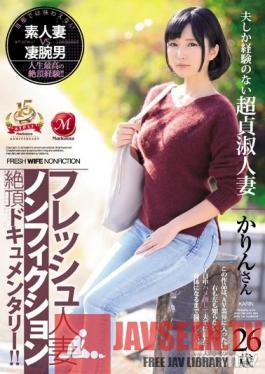 素人妻
VS
凄腕男
人生最高の絶頂経験!!
15
ANNIVERSARY
M
Madonna
FRESH WIFE NONFICTION
フレッシュ人妻
ノンフィクション
絶頂ドキュメンタリー!!
夫しか経験のない超貞淑人妻
かりんさん
26歳
JAVSEEN.TV
FREE JAV LIBRARY